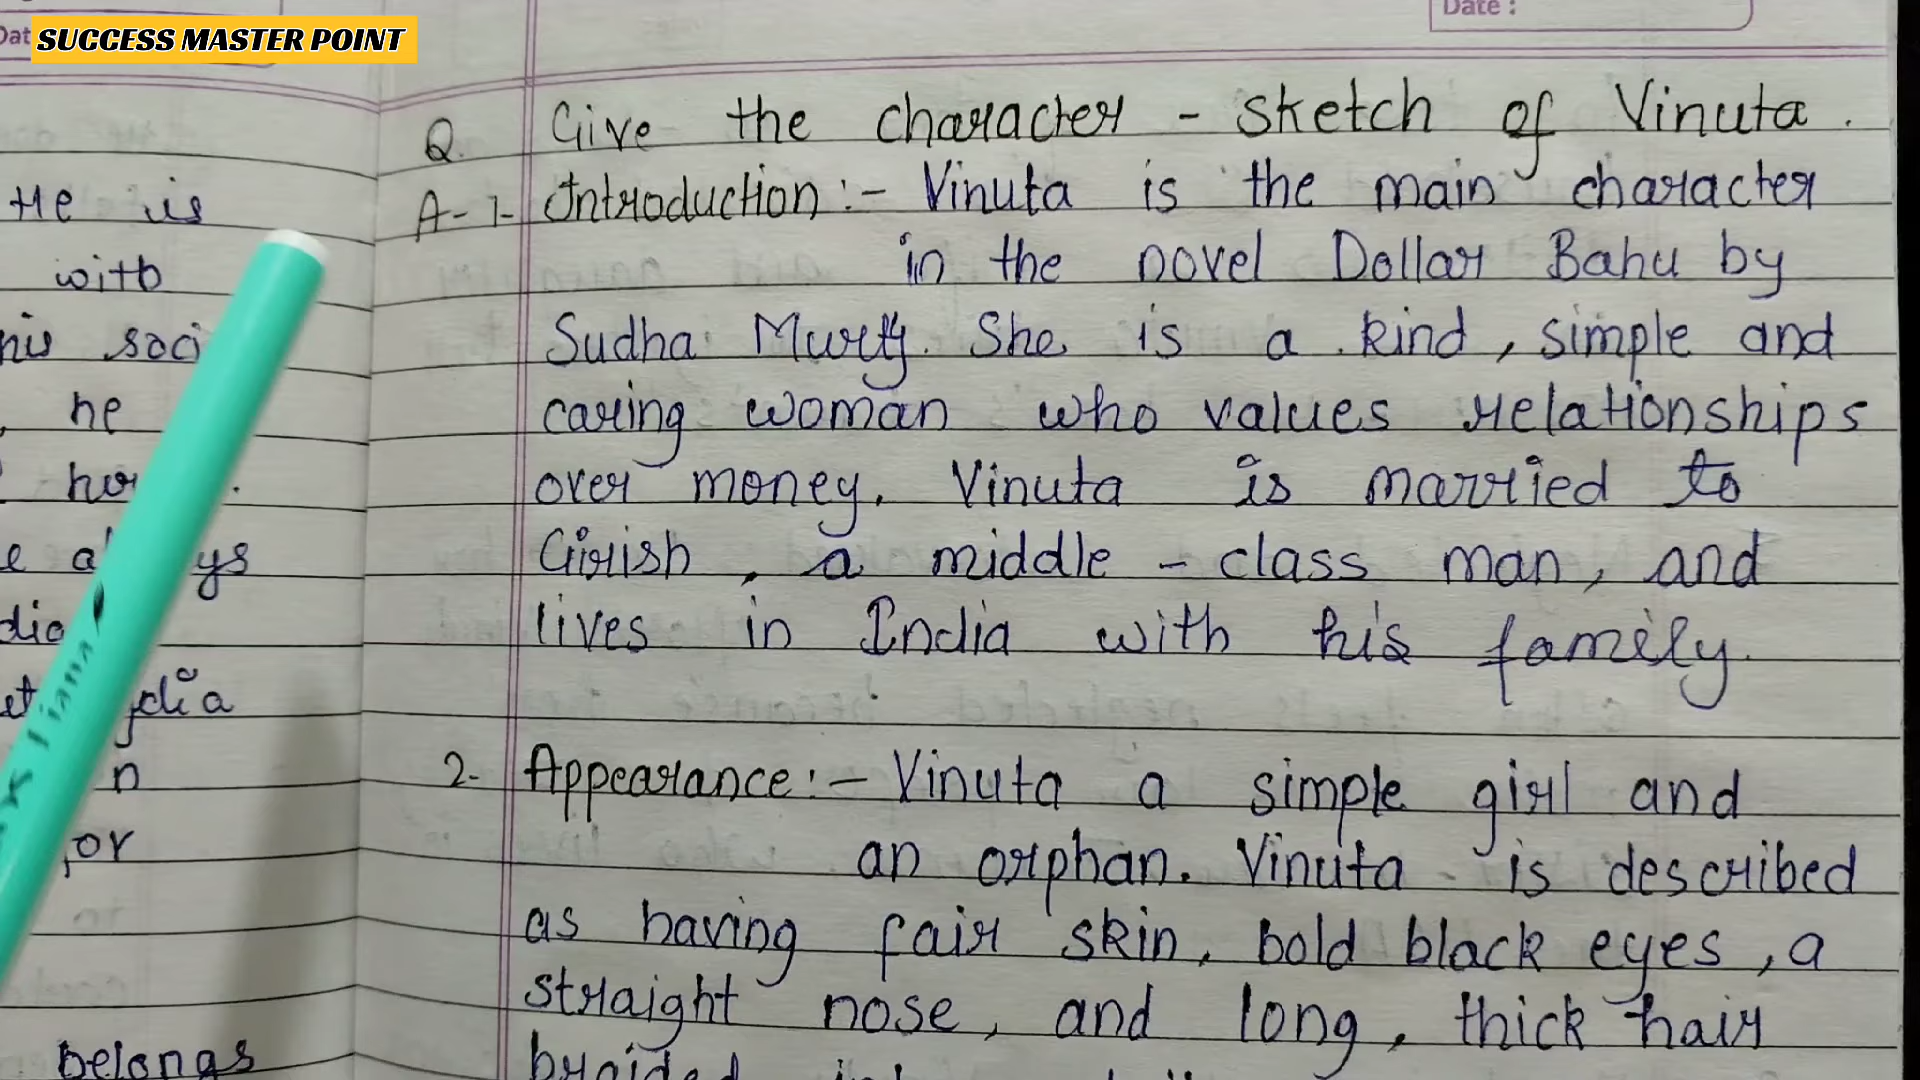 SUCCESS MASTER POINT
Date :
He is
with
he
n
or
belongs
Q. Give the character - sketch of Vinuta.
A-1- Introduction :- Vinuta is the main character
in the novel Dollar Bahu by
Sudha Murty. She is a kind, simple and
caring woman who values relationships
over money. Vinuta is married to
Girish, a middle - class man, and
lives in India with his family.
2- Appearance :- Vinuta a simple girl and
an orphan. Vinuta is described
as having fair skin, bold black eyes, a
straight nose, and long, thick hair
braided